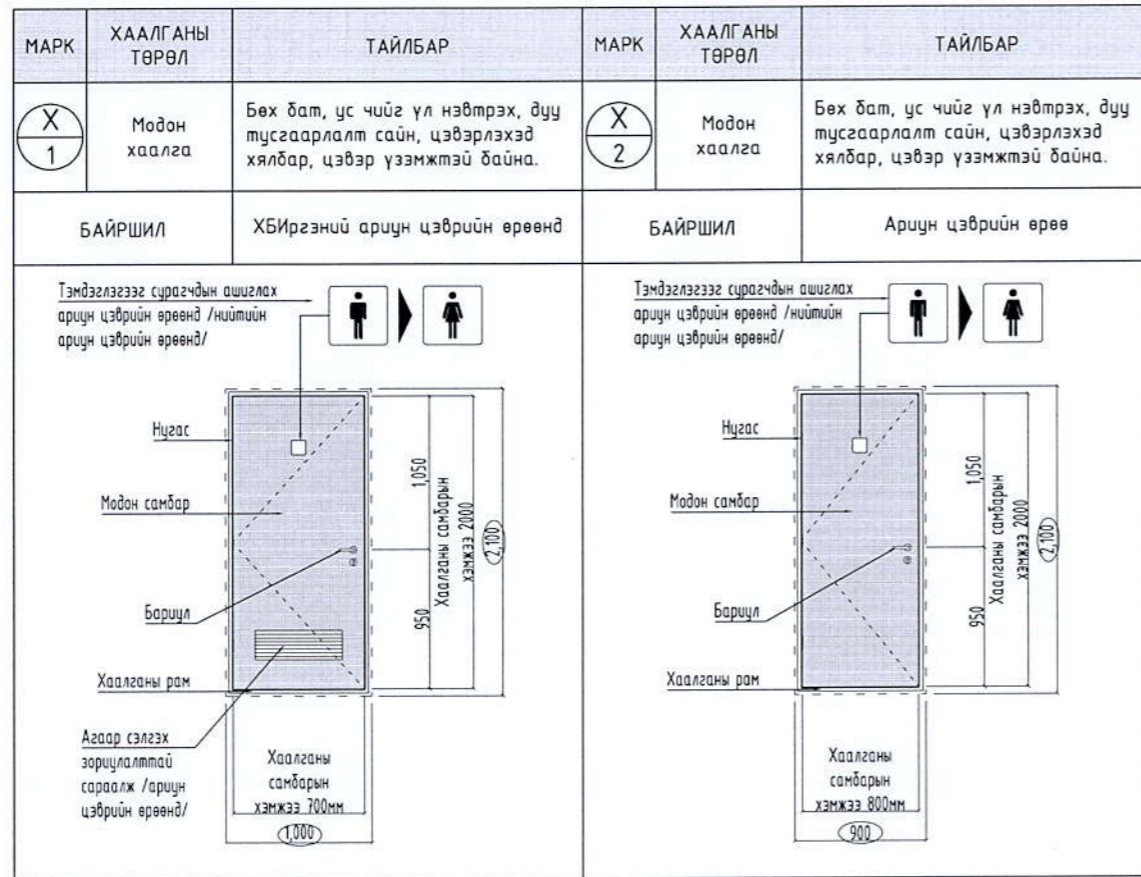 МАРК
ХААЛГАНЫ
ТӨРӨЛ
ТАЙЛБАР
МАРК
ХААЛГАНЫ
ТӨРӨЛ
ТАЙЛБАР
X
1
Модон
хаалга
Бөх бат, ус чийг үл нэвтрэх, дуу
тусгаарлалт сайн, цэвэрлэхэд
хялбар, цэвэр үзэмжтэй байна.
X
2
Модон
хаалга
Бөх бат, ус чийг үл нэвтрэх, дуу
тусгаарлалт сайн, цэвэрлэхэд
хялбар, цэвэр үзэмжтэй байна.
БАЙРШИЛ
ХБИргэний ариун цэврийн өрөөнд
БАЙРШИЛ
Ариун цэврийн өрөө
Тэмдэглэгээг сурагчдын ашиглах
ариун цэврийн өрөөнд /нийтийн
ариун цэврийн өрөөнд/
Нугас
Модон самбар
Бариул
Хаалганы рам
Агаар сэлгэх
зориулалттай
сараалж /ариун
цэврийн өрөөнд/
1,050
950
Хаалганы самбарын
хэмжээ 2000
2,100
Хаалганы
самбарын
хэмжээ 700мм
1,000
Тэмдэглэгээг сурагчдын ашиглах
ариун цэврийн өрөөнд /нийтийн
ариун цэврийн өрөөнд/
Нугас
Модон самбар
Бариул
Хаалганы рам
1,050
950
Хаалганы самбарын
хэмжээ 2000
2,100
Хаалганы
самбарын
хэмжээ 800мм
900